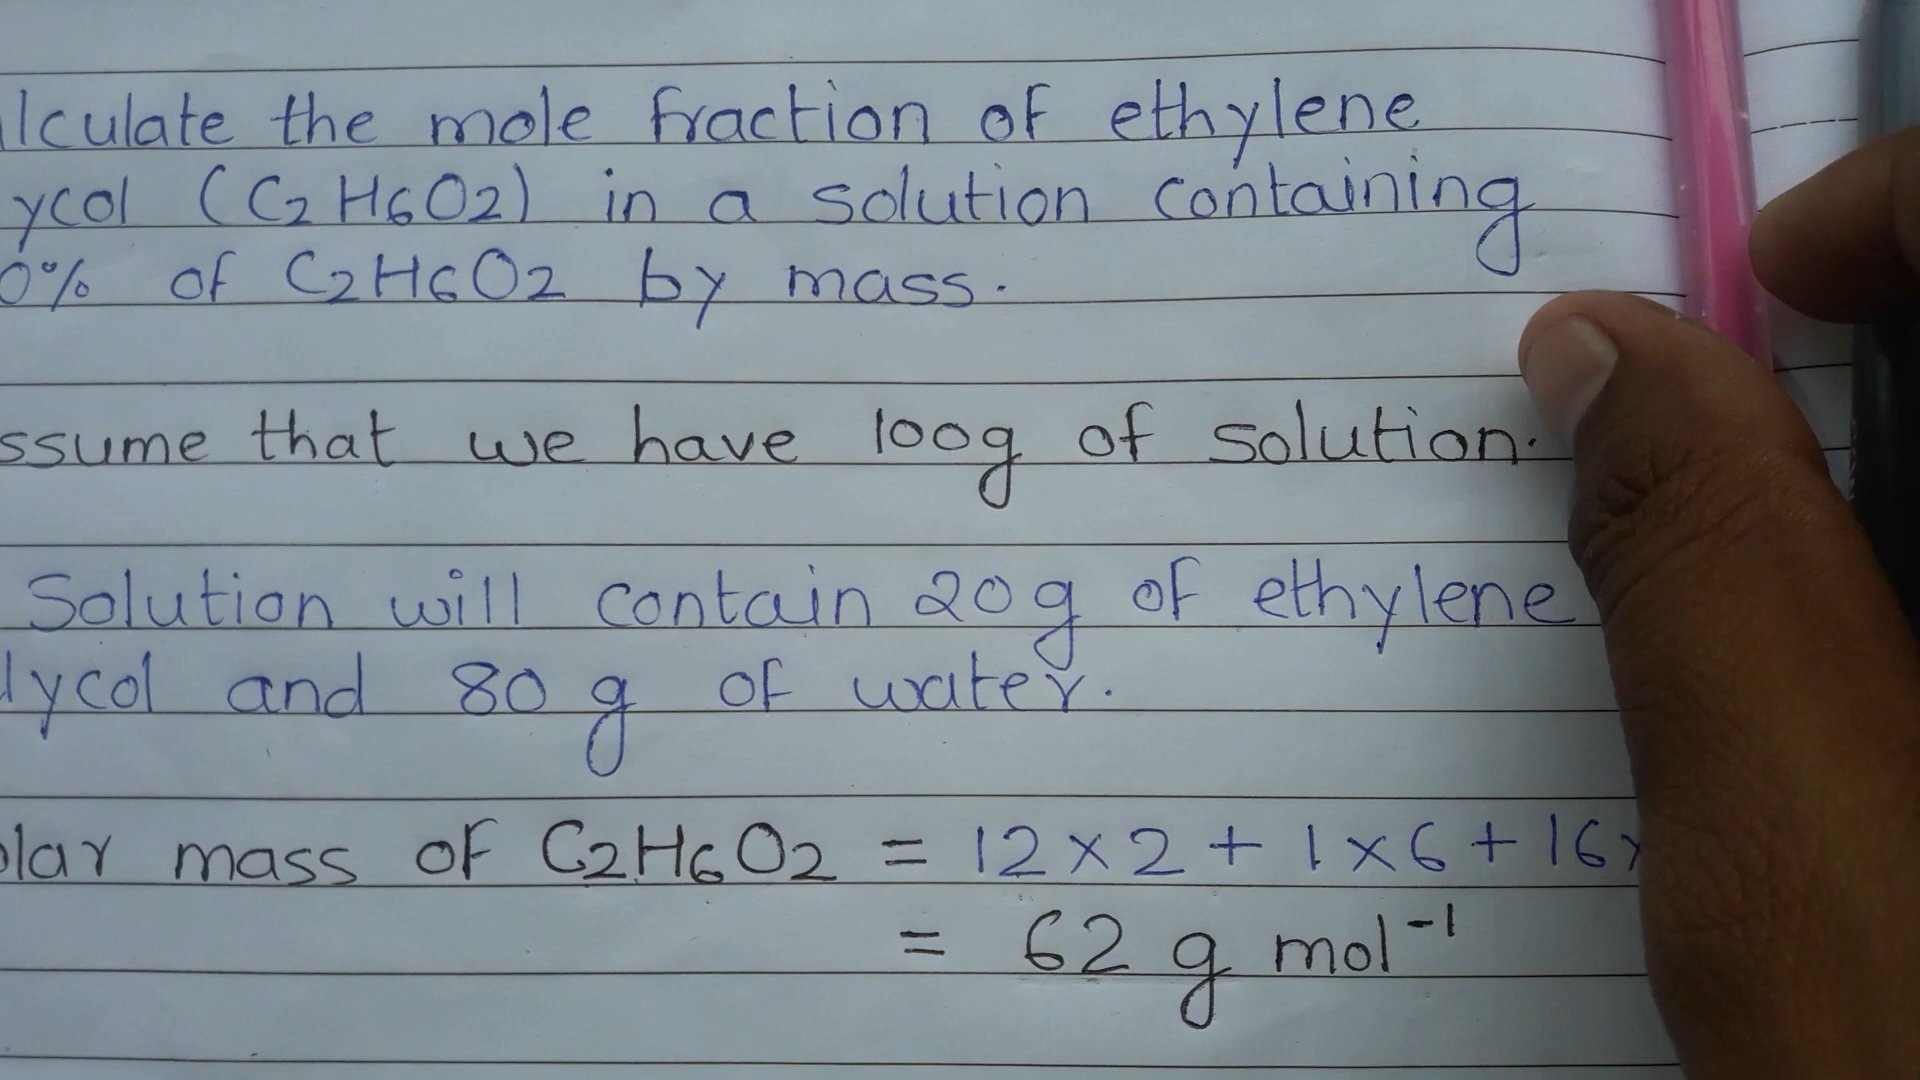 lculate the mole fraction of ethylene
ycol (C2H6O2) in a solution containing
0% of C2H6O2 by mass.
ssume that we have 100g of solution.
Solution will contain 20g of ethylene
lycol and 80 g of water.
olar mass of C2H6O2 = 12×2 + 1×6 + 16×
= 62 g mol⁻¹